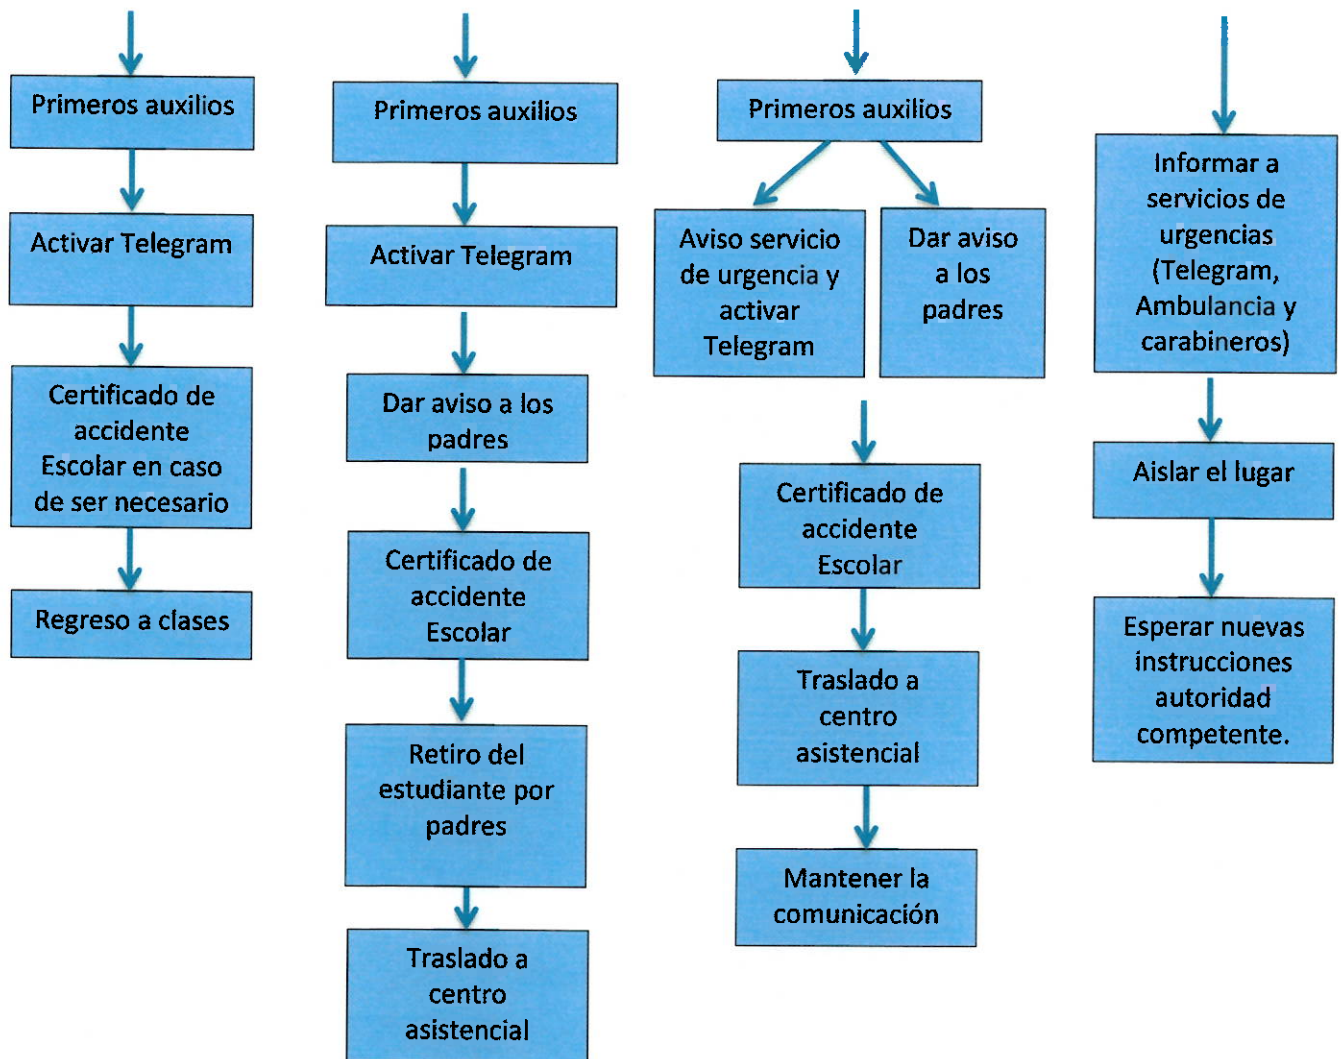 Primeros auxilios
Activar Telegram
Certificado de
accidente
Escolar en caso
de ser necesario
Regreso a clases
Primeros auxilios
Activar Telegram
Dar aviso a los
padres
Certificado de
accidente
Escolar
Retiro del
estudiante por
padres
Traslado a
centro
asistencial
Primeros auxilios
Aviso servicio
de urgencia y
activar
Telegram
Dar aviso
a los
padres
Certificado de
accidente
Escolar
Traslado a
centro
asistencial
Mantener la
comunicación
Informar a
servicios de
urgencias
(Telegram,
Ambulancia y
carabineros)
Aislar el lugar
Esperar nuevas
instrucciones
autoridad
competente.